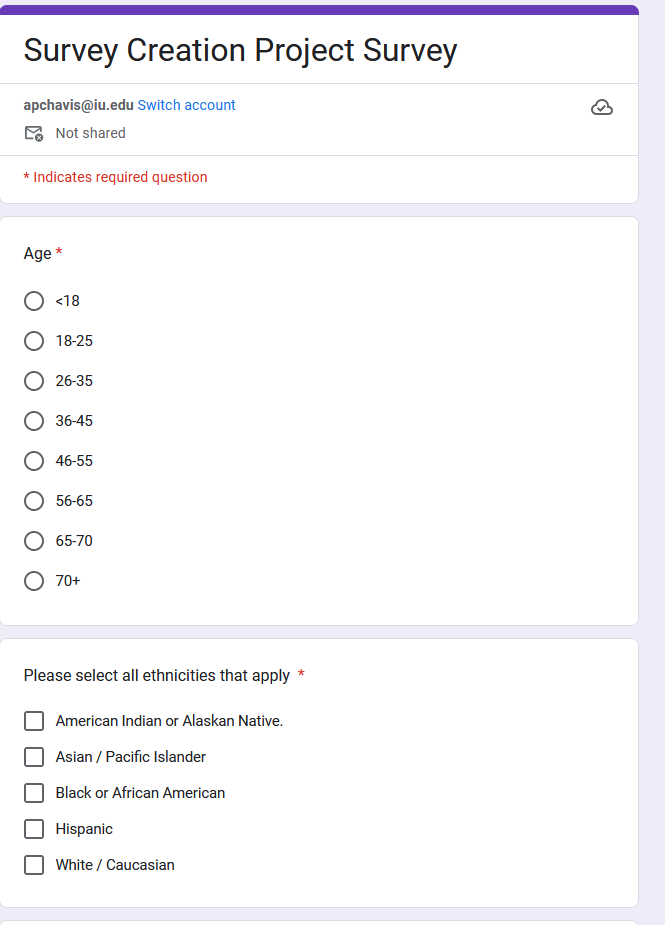 Survey Creation Project Survey
apchavis@iu.edu Switch account
Not shared
* Indicates required question
Age *
<18
18-25
26-35
36-45
46-55
56-65
65-70
70+
Please select all ethnicities that apply *
American Indian or Alaskan Native.
Asian / Pacific Islander
Black or African American
Hispanic
White / Caucasian